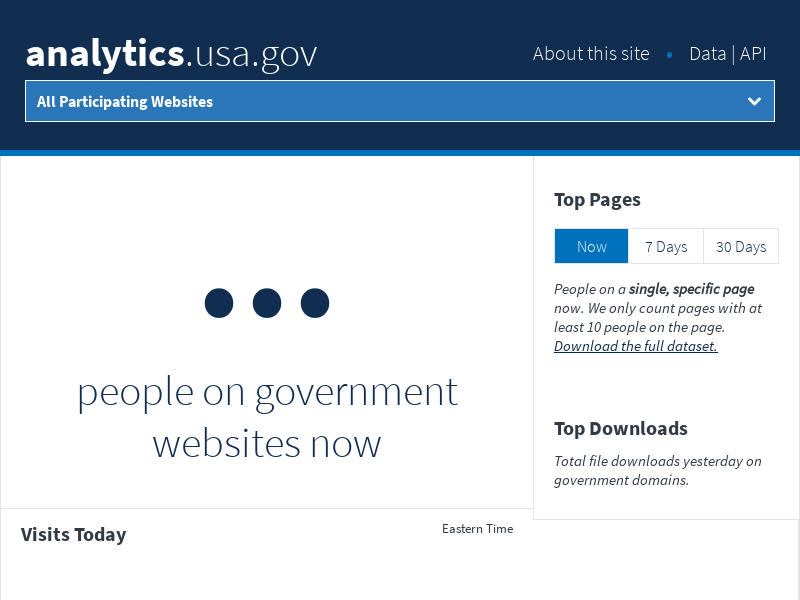 analytics.usa.gov
About this site • Data | API
All Participating Websites
•••
people on government
websites now
Visits Today
Eastern Time
Top Pages
Now 7 Days 30 Days
People on a single, specific page
now. We only count pages with at
least 10 people on the page.
Download the full dataset.
Top Downloads
Total file downloads yesterday on
government domains.